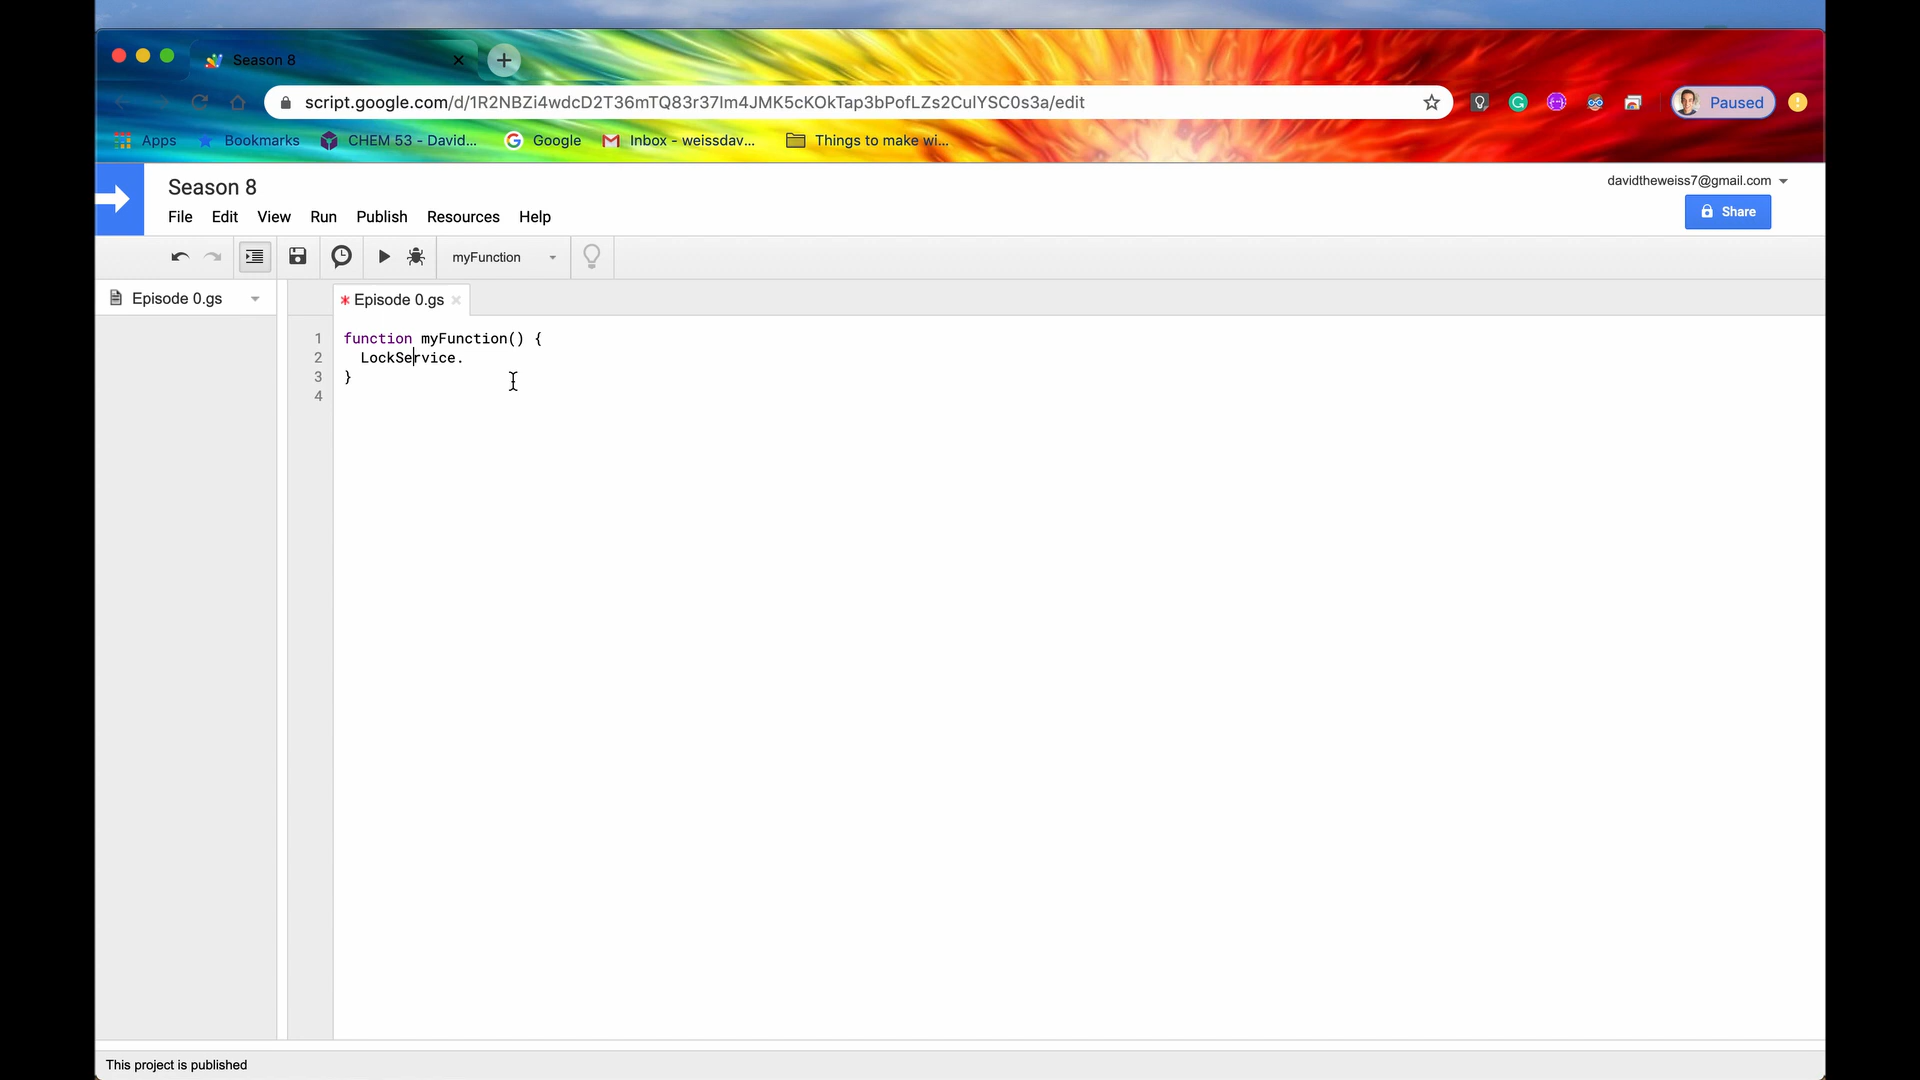 Season 8
script.google.com/d/1R2NBZi4wdcD2T36mTQ83r37Im4JMK5cKOkTap3bPofLZs2CulYSC0s3a/edit
Paused
Apps Bookmarks CHEM 53 - David... Google Inbox - weissdav... Things to make wi...
Season 8
davidtheweiss7@gmail.com
File Edit View Run Publish Resources Help
Share
myFunction
Episode 0.gs
* Episode 0.gs
1 function myFunction() {
2 LockService.
3 }
4
This project is published